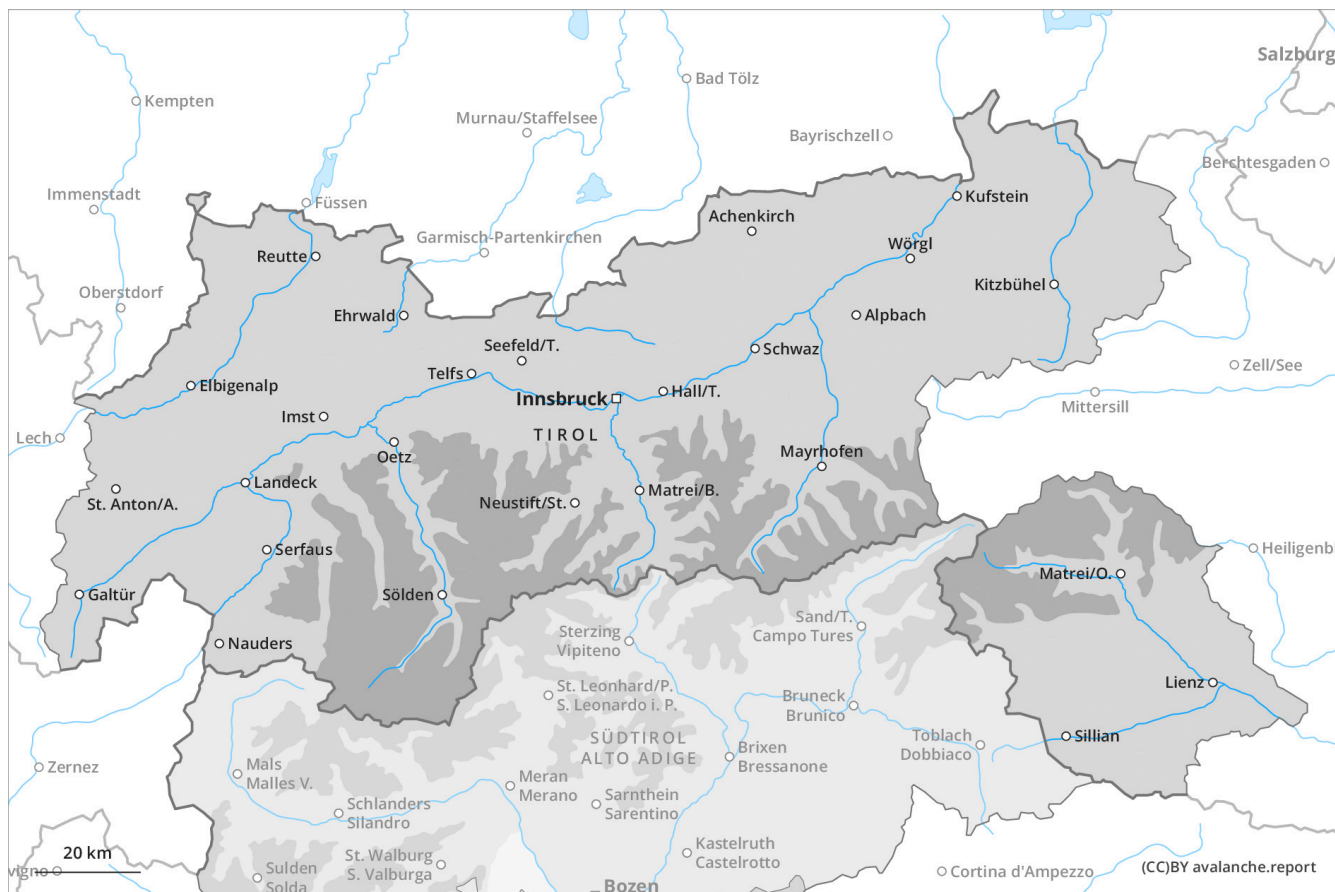 Salzburg
Kempten
Bad Tölz
Murnau/Staffelsee
Bayrischzell
Berchtesgaden
Immenstadt
Füssen
Kufstein
Achenkirch
Garmisch-Partenkirchen
Wörgl
Reutte
Oberstdorf
Kitzbühel
Ehrwald
Alpbach
Seefeld/T.
Schwaz
Zell/See
Telfs
Elbigenalp
Innsbruck
Hall/T.
Mittersill
Imst
Lech
TIROL
Oetz
Mayrhofen
Landeck
Matrei/B.
St. Anton/A.
Neustift/St.
Serfaus
Heiligenb
Matrei/O.
Galtür
Sölden
Sand/T.
Campo Tures
Sterzing
Vipiteno
Nauders
Lienz
St. Leonhard/P.
S. Leonardo i. P.
Bruneck
Brunico
SÜDTIROL
ALTO ADIGE
Toblach
Dobbiaco
Sillian
Brixen
Bressanone
Zernez
Mals
Malles V.
Meran
Merano
Schlanders
Silandro
Sarnthein
Sarentino
20 km
Kastelruth
Castelrotto
St. Walburg
S. Valburga
vigno
Sulden
Solda
Cortina d'Ampezzo
(CC)BY avalanche.report
Bozen